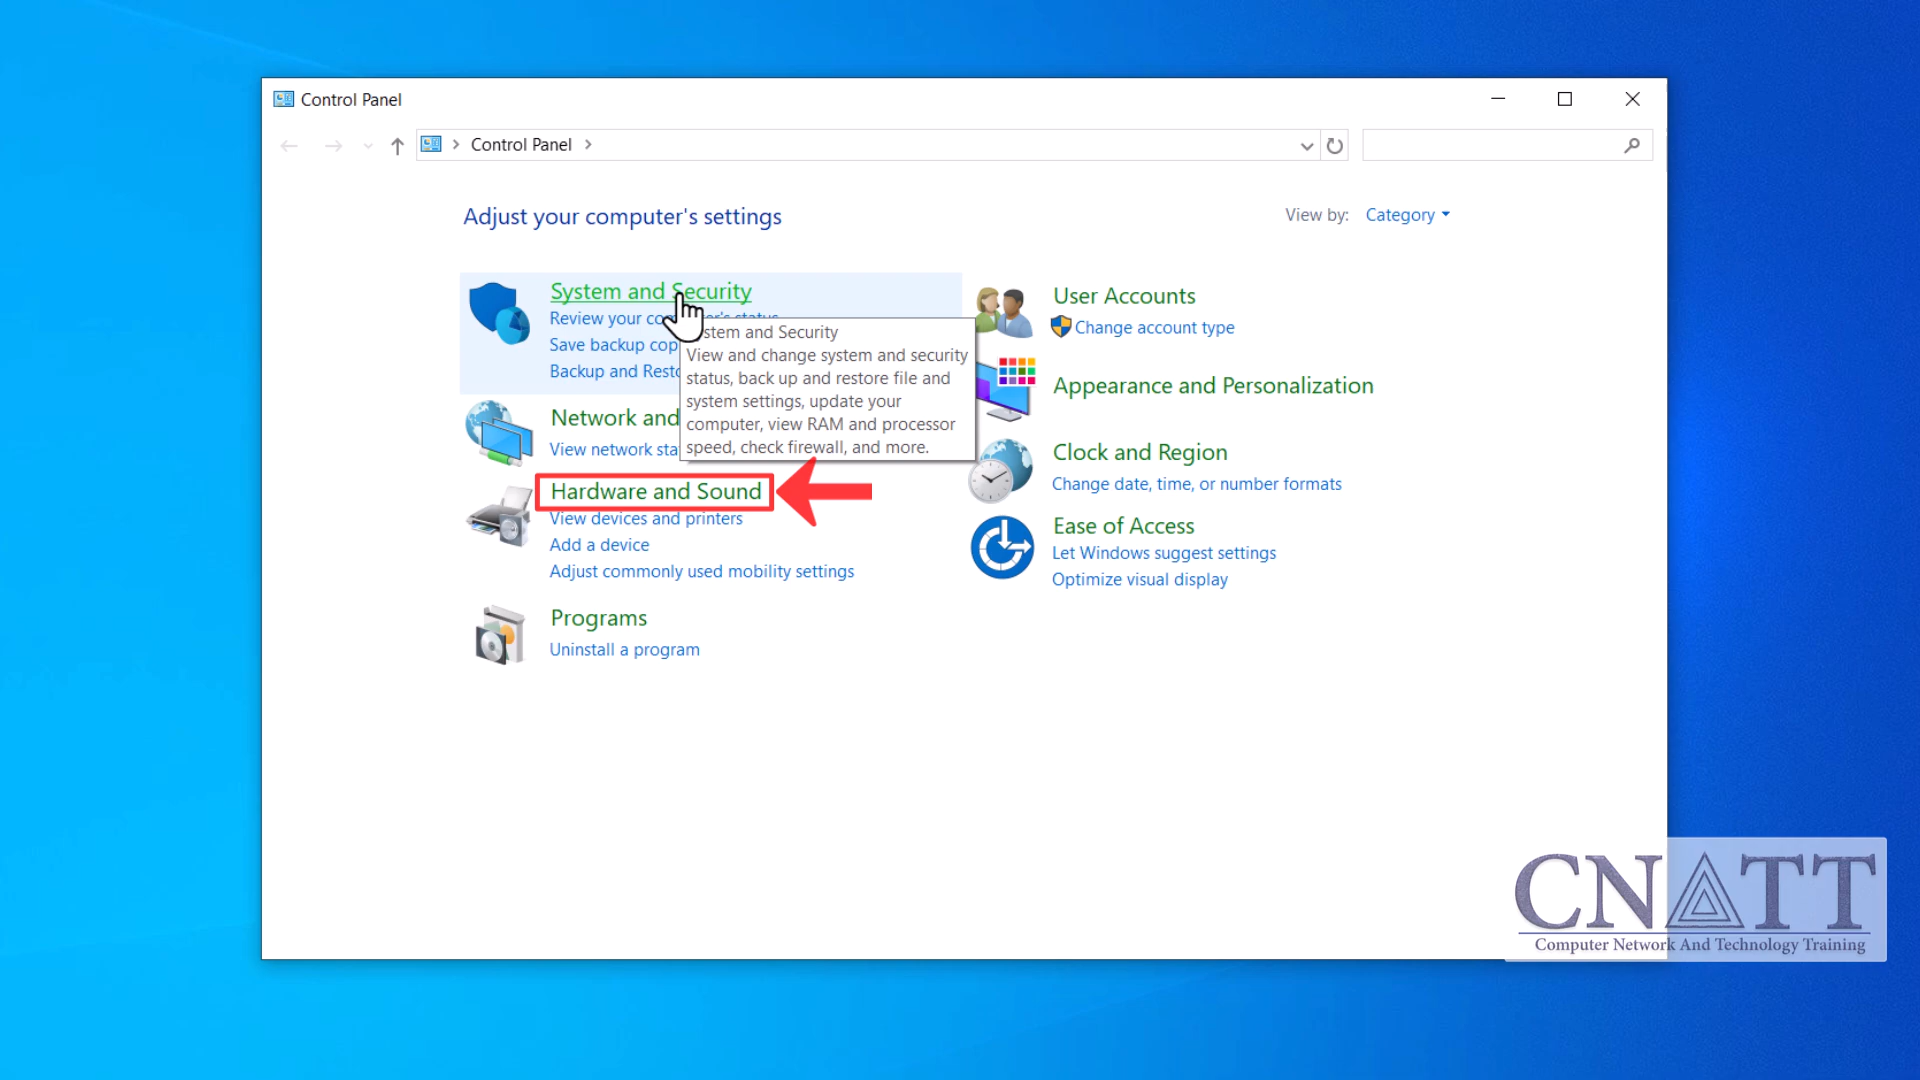 Control Panel
Control Panel
Adjust your computer's settings
View by: Category
System and Security
Review your computer's status
Save backup cop
Backup and Resto
System and Security
View and change system and security
status, back up and restore file and
system settings, update your
computer, view RAM and processor
speed, check firewall, and more.
Network and
View network sta
Hardware and Sound
View devices and printers
Add a device
Adjust commonly used mobility settings
Programs
Uninstall a program
User Accounts
Change account type
Appearance and Personalization
Clock and Region
Change date, time, or number formats
Ease of Access
Let Windows suggest settings
Optimize visual display
CNATT
Computer Network And Technology Training